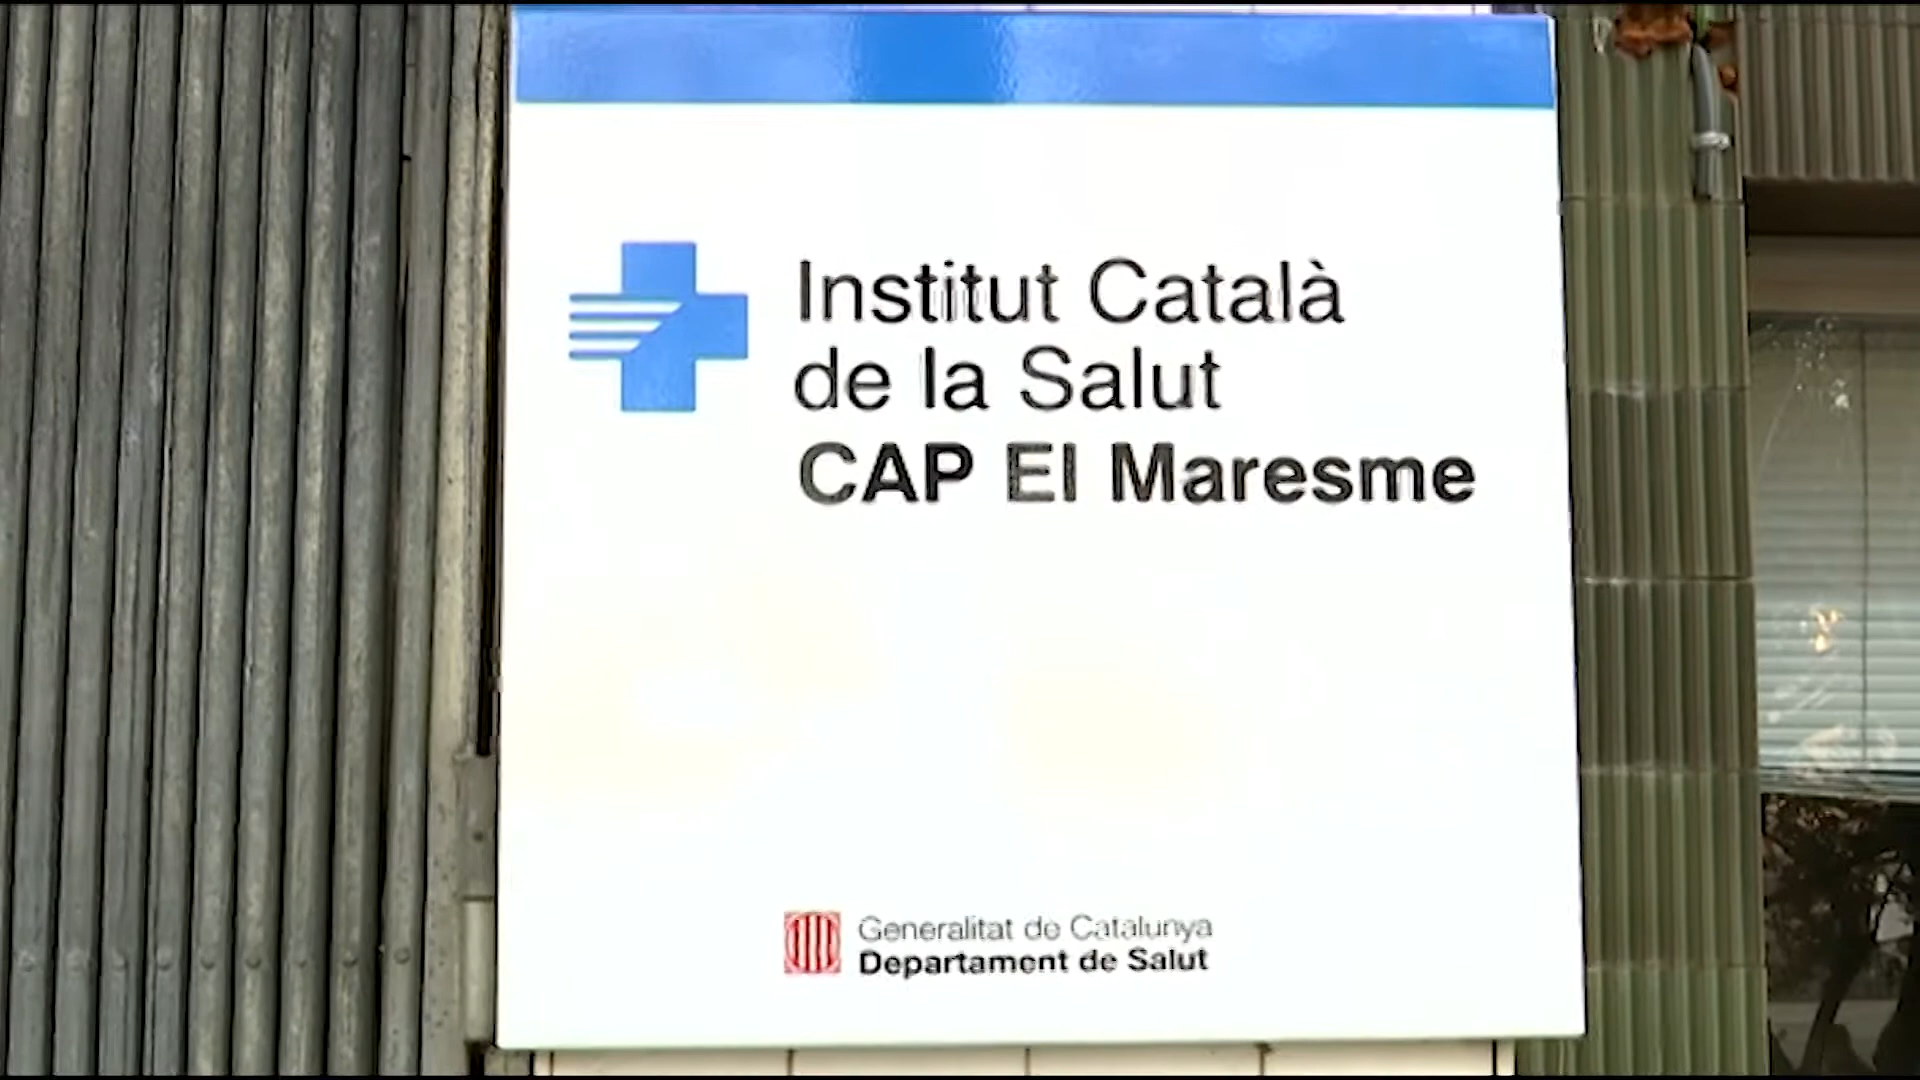 Institut Català
de la Salut
CAP El Maresme
Generalitat de Catalunya
Departament de Salut